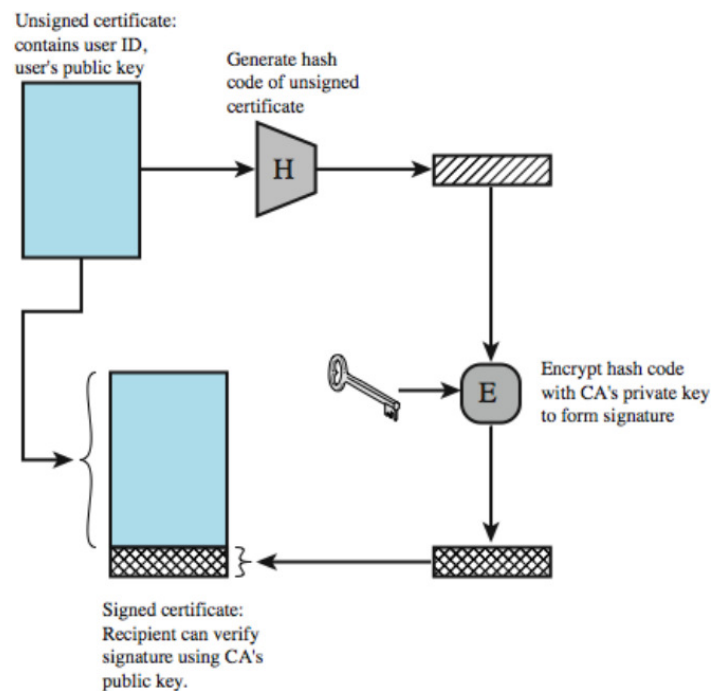 Unsigned certificate:
contains user ID,
user's public key
Generate hash
code of unsigned
certificate
H
E
Encrypt hash code
with CA's private key
to form signature
Signed certificate:
Recipient can verify
signature using CA's
public key.